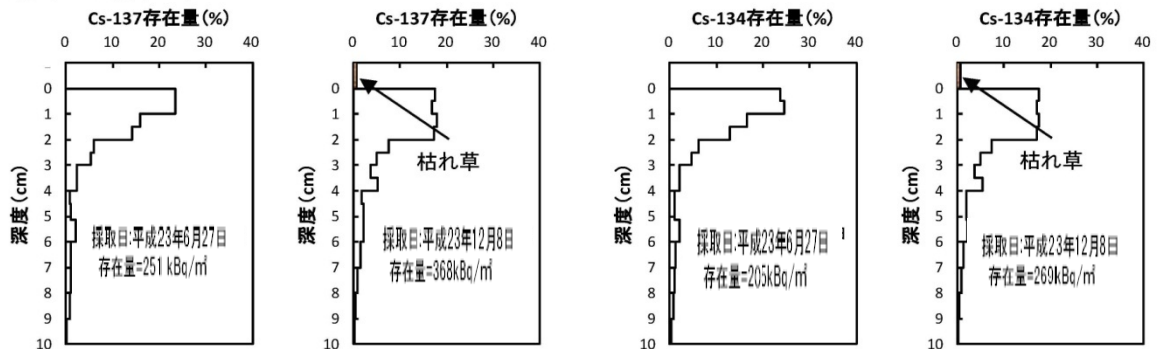 Cs-137存在量(%)
0 10 20 30 40
深度(cm)
0
1
2
3
4
5
6
7
8
9
10
採取日:平成23年6月27日
存在量=251 kBq/㎡
Cs-137存在量(%)
0 10 20 30 40
深度(cm)
0
1
2
3
4
5
6
7
8
9
10
枯れ草
採取日:平成23年12月8日
存在量=368kBq/㎡
Cs-134存在量(%)
0 10 20 30 40
深度(cm)
0
1
2
3
4
5
6
7
8
9
10
採取日:平成23年6月27日
存在量=205kBq/㎡
Cs-134存在量(%)
0 10 20 30 40
深度(cm)
0
1
2
3
4
5
6
7
8
9
10
枯れ草
採取日:平成23年12月8日
存在量=269kBq/㎡